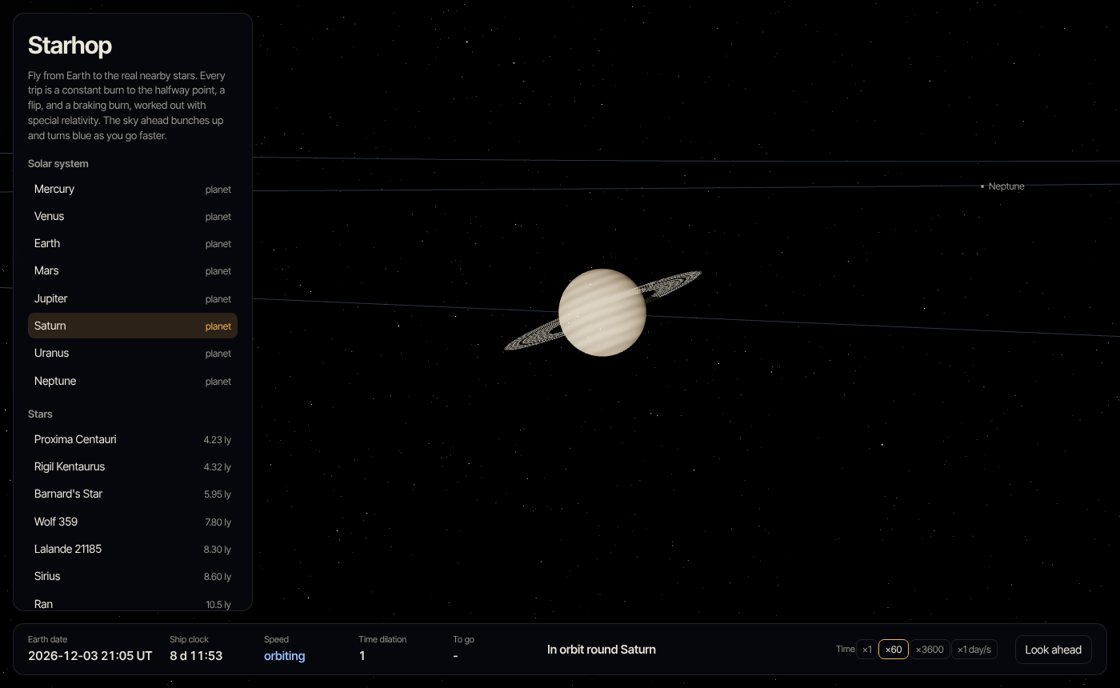 Starhop
Fly from Earth to the real nearby stars. Every
trip is a constant burn to the halfway point, a
flip, and a braking burn, worked out with
special relativity. The sky ahead bunches up
and turns blue as you go faster.
Solar system
Mercury planet
Venus planet
Earth planet
Mars planet
Jupiter planet
Saturn planet
Uranus planet
Neptune planet
Stars
Proxima Centauri 4.23 ly
Rigil Kentaurus 4.32 ly
Barnard's Star 5.95 ly
Wolf 359 7.80 ly
Lalande 21185 8.30 ly
Sirius 8.60 ly
Ran 10.5 ly
Neptune
Earth date Ship clock Speed Time dilation To go
2026-12-03 21:05 UT 8 d 11:53 orbiting 1 -
In orbit round Saturn
Time ×1 ×60 ×3600 ×1 day/s
Look ahead